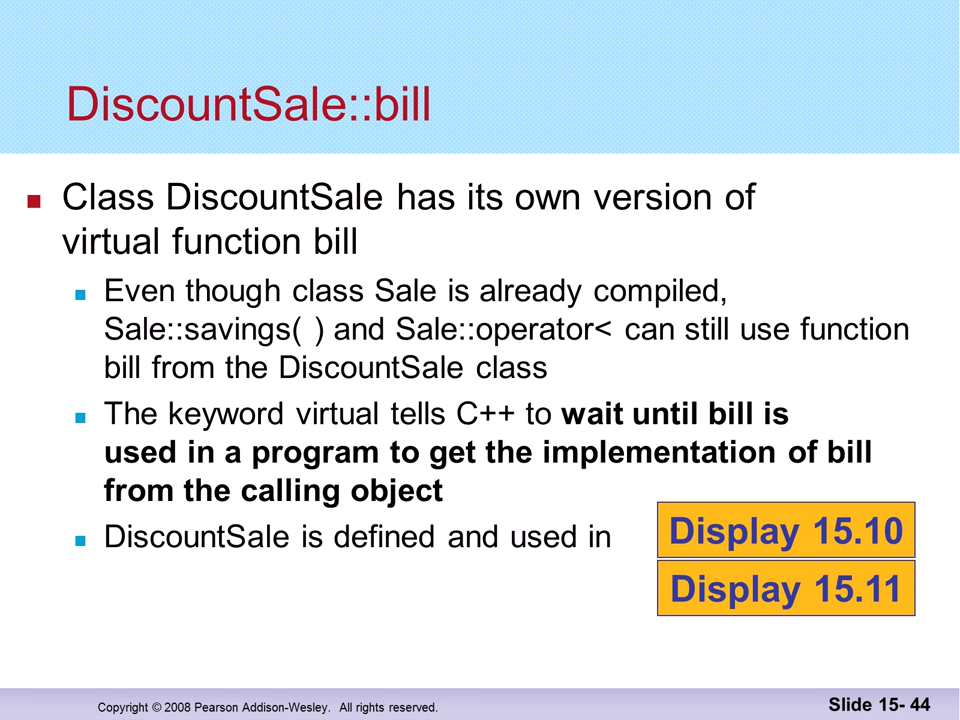 DiscountSale::bill
Class DiscountSale has its own version of
virtual function bill
Even though class Sale is already compiled,
Sale::savings( ) and Sale::operator< can still use function
bill from the DiscountSale class
The keyword virtual tells C++ to wait until bill is
used in a program to get the implementation of bill
from the calling object
DiscountSale is defined and used in
Display 15.10
Display 15.11
Copyright © 2008 Pearson Addison-Wesley. All rights reserved.
Slide 15- 44